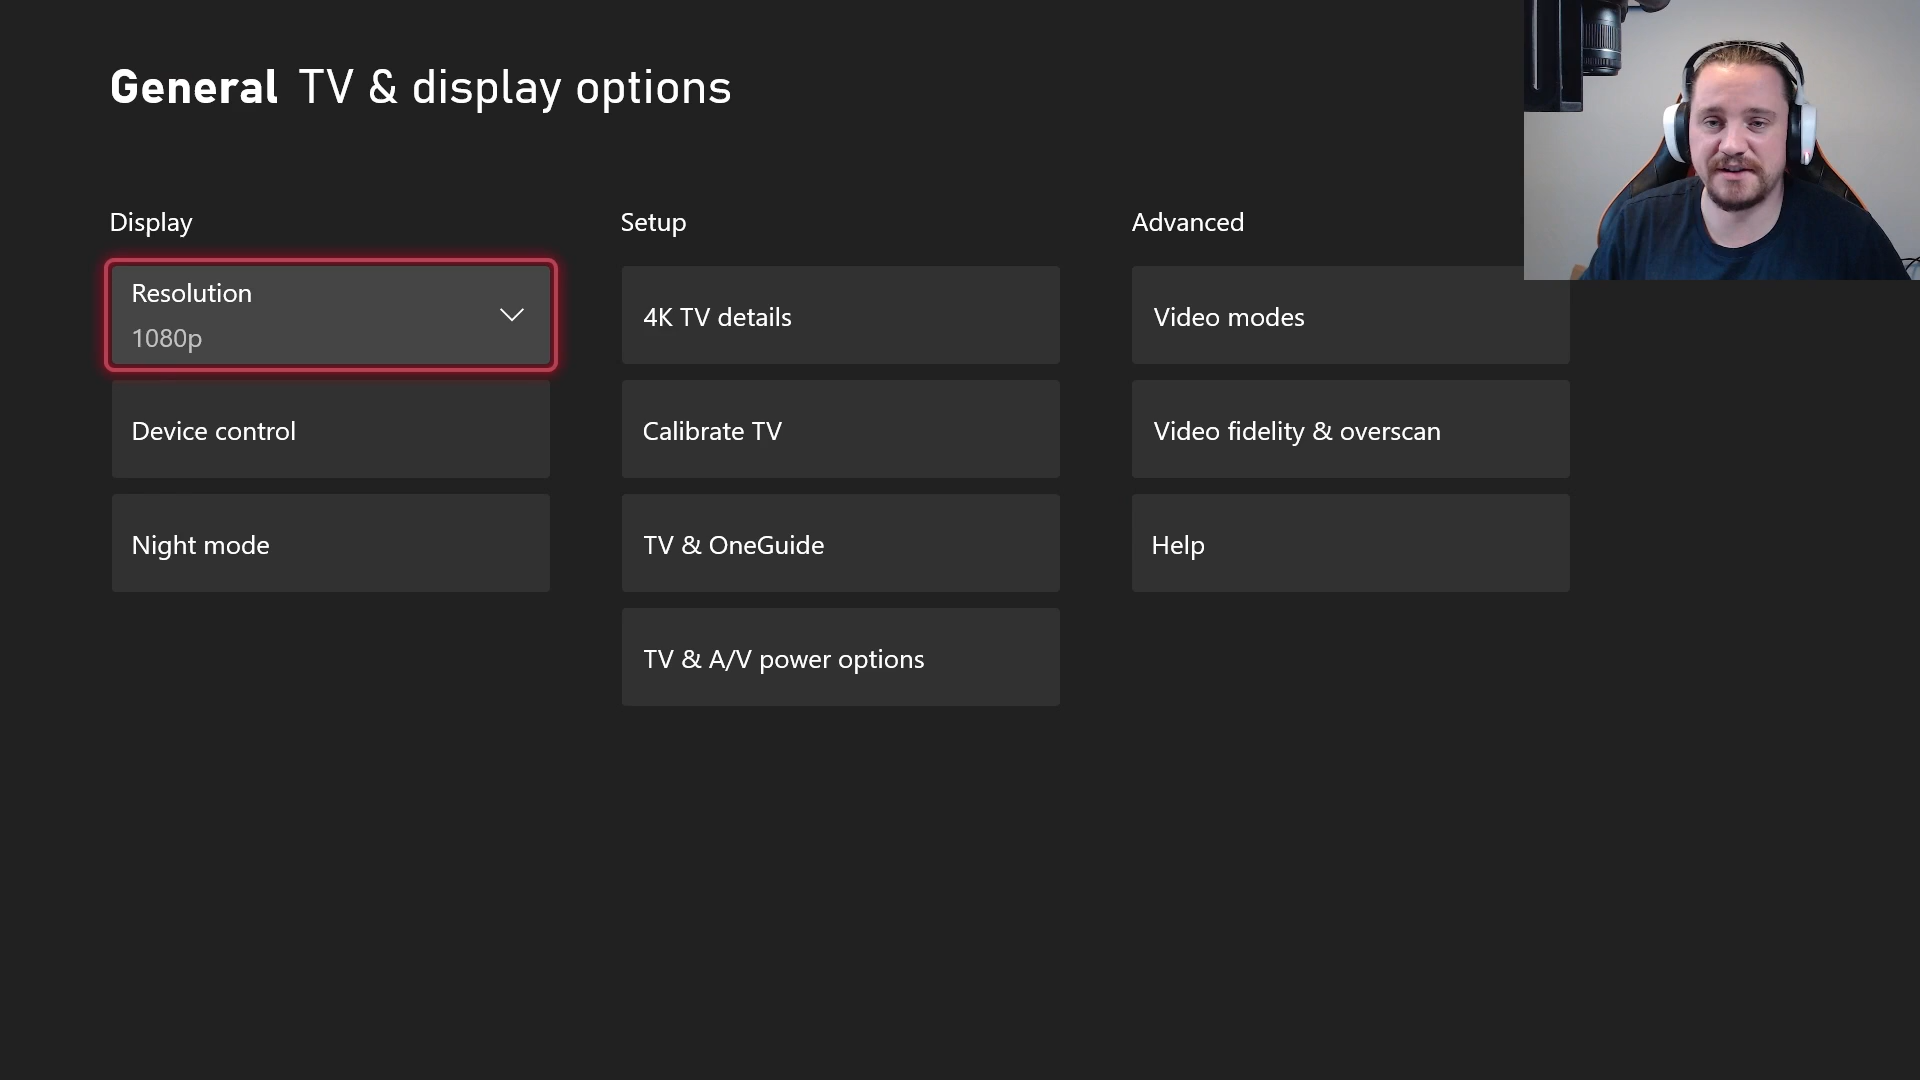 General TV & display options
Display
Resolution
1080p
Device control
Night mode
Setup
4K TV details
Calibrate TV
TV & OneGuide
TV & A/V power options
Advanced
Video modes
Video fidelity & overscan
Help